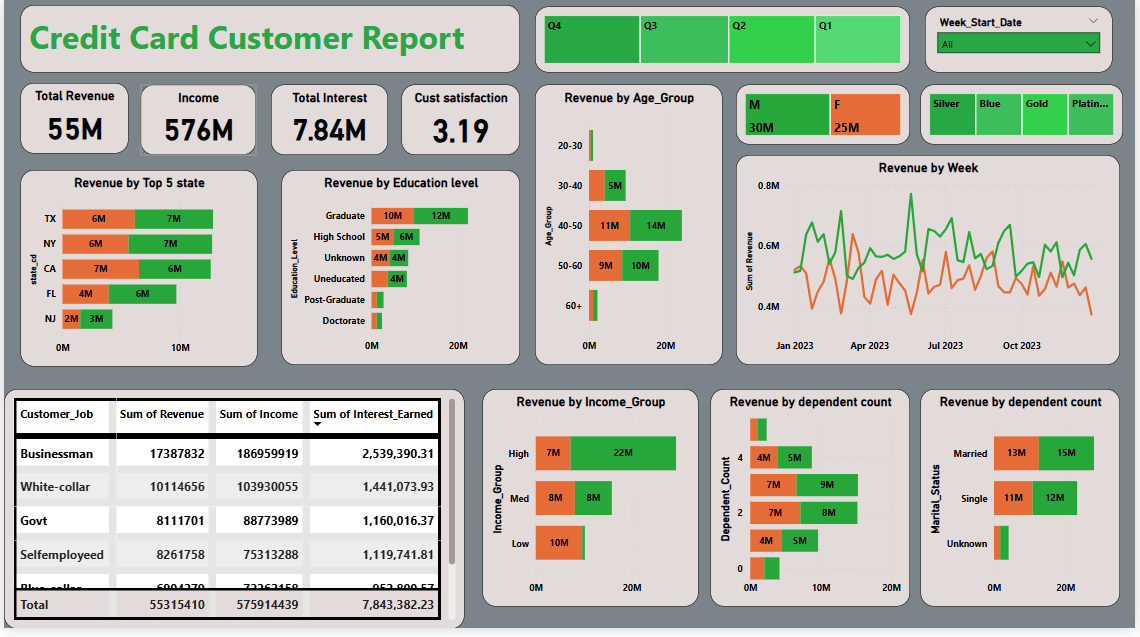 Credit Card Customer Report
Q4
Q3
Q2
Q1
Week_Start_Date
All
Total Revenue
55M
Income
576M
Total Interest
7.84M
Cust satisfaction
3.19
Revenue by Age_Group
Age_Group
20-30
30-40
5M
40-50
11M
14M
50-60
9M
10M
60+
0M
20M
M
30M
F
25M
Silver
Blue
Gold
Platin...
Revenue by Top 5 state
state_cd
TX
6M
7M
NY
6M
7M
CA
7M
6M
FL
4M
6M
NJ
2M
3M
0M
10M
Revenue by Education level
Education_Level
Graduate
10M
12M
High School
5M
6M
Unknown
4M
4M
Uneducated
4M
Post-Graduate
Doctorate
0M
20M
Revenue by Week
Sum of Revenue
0.8M
0.6M
0.4M
Jan 2023
Apr 2023
Jul 2023
Oct 2023
Customer_Job Sum of Revenue Sum of Income Sum of Interest_Earned
Businessman 17387832 186959919 2,539,390.31
White-collar 10114656 103930055 1,441,073.93
Govt 8111701 88773989 1,160,016.37
Selfemployeed 8261758 75313288 1,119,741.81
Total 55315410 575914439 7,843,382.23
Revenue by Income_Group
Income_Group
High
7M
22M
Med
8M
8M
Low
10M
0M
20M
Revenue by dependent count
Dependent_Count
4
4M
5M
7M
9M
2
7M
8M
4M
5M
0
0M
10M
20M
Revenue by dependent count
Marital_Status
Married
13M
15M
Single
11M
12M
Unknown
0M
20M